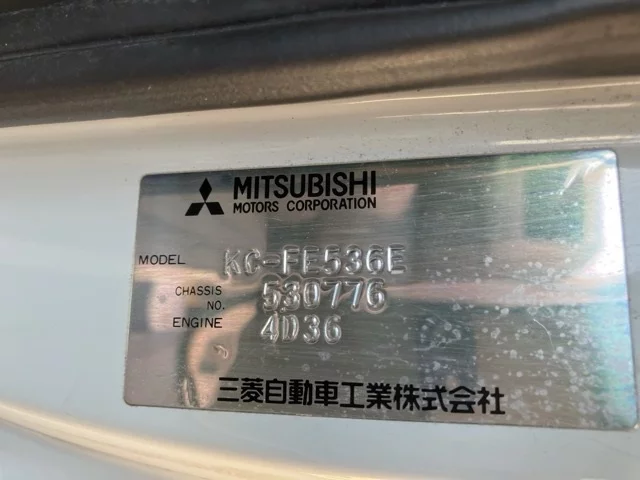 MITSUBISHI
MOTORS CORPORATION
MODEL KC-FE536E
CHASSIS NO. 530776
ENGINE 4D36
三菱自動車工業株式会社